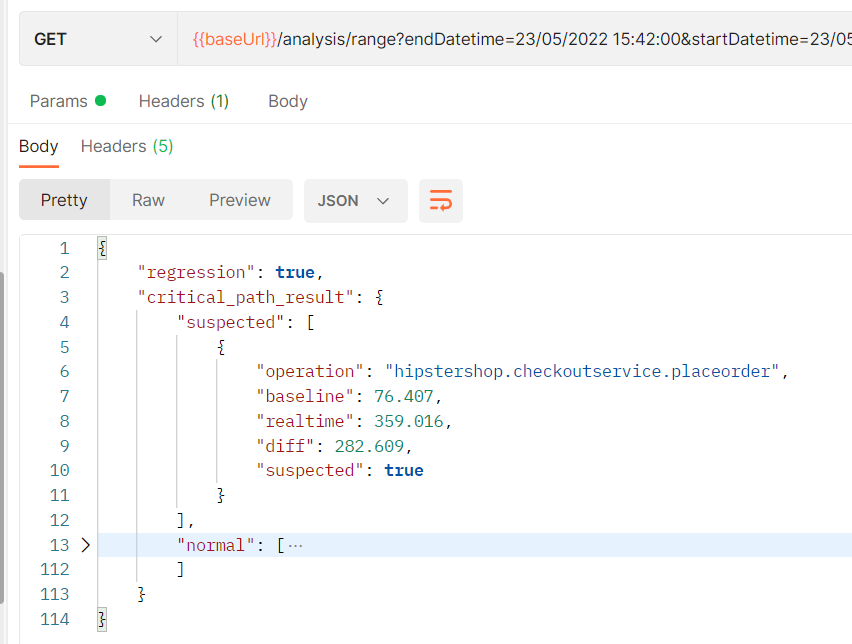 GET {{baseUrl}}/analysis/range?endDatetime=23/05/2022 15:42:00&startDatetime=23/05
Params Headers (1) Body
Body Headers (5)
Pretty Raw Preview JSON
1 {
2 "regression": true,
3 "critical_path_result": {
4 "suspected": [
5 {
6 "operation": "hipstershop.checkoutservice.placeorder",
7 "baseline": 76.407,
8 "realtime": 359.016,
9 "diff": 282.609,
10 "suspected": true
11 }
12 ],
13 "normal": [···
112 ]
113 }
114 }